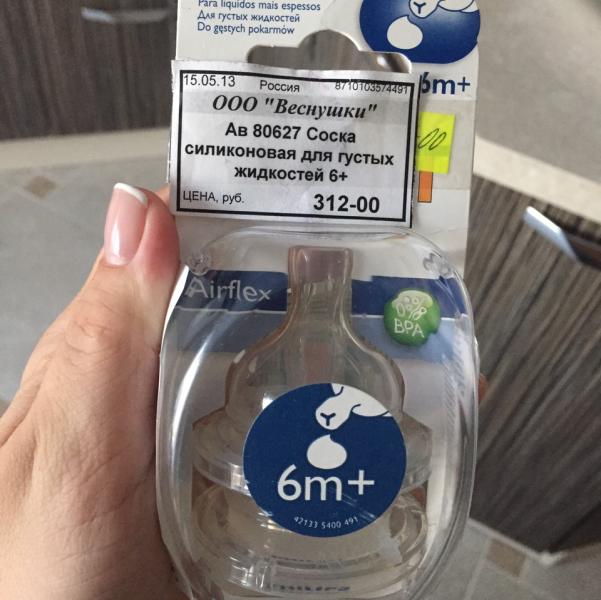 Para líquidos mais espessos
Для густых жидкостей
Do gęstych pokarmów
6m+
15.05.13 Россия 8710103574491
ООО "Веснушки"
Ав 80627 Соска
силиконовая для густых
жидкостей 6+
ЦЕНА, руб. 312-00
Airflex
0%
BPA
6m+
42133 5400 491